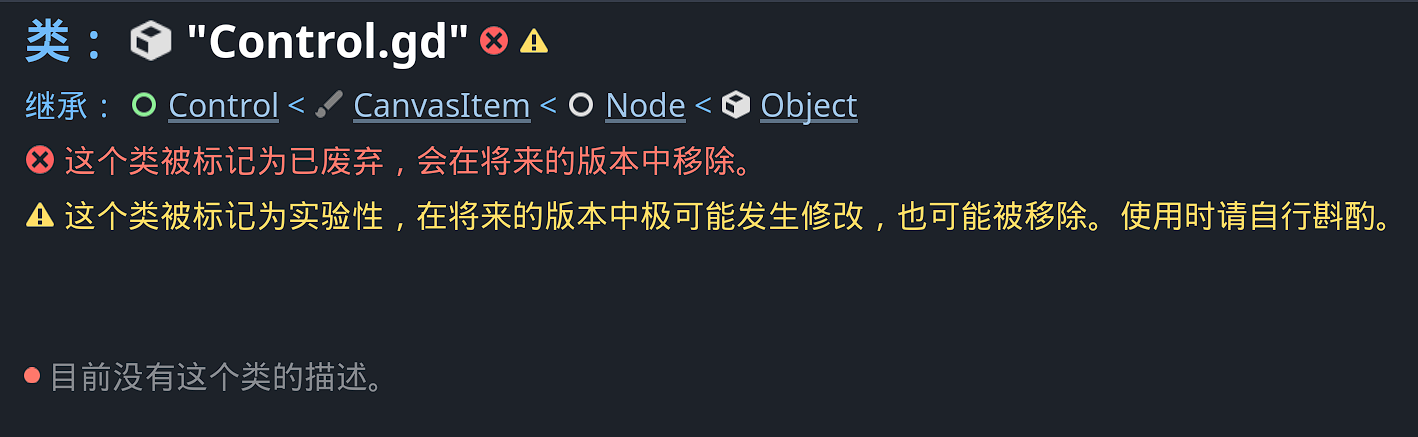 类： "Control.gd"
继承： Control < CanvasItem < Node < Object
这个类被标记为已废弃，会在将来的版本中移除。
这个类被标记为实验性，在将来的版本中极可能发生修改，也可能被移除。使用时请自行斟酌。
目前没有这个类的描述。